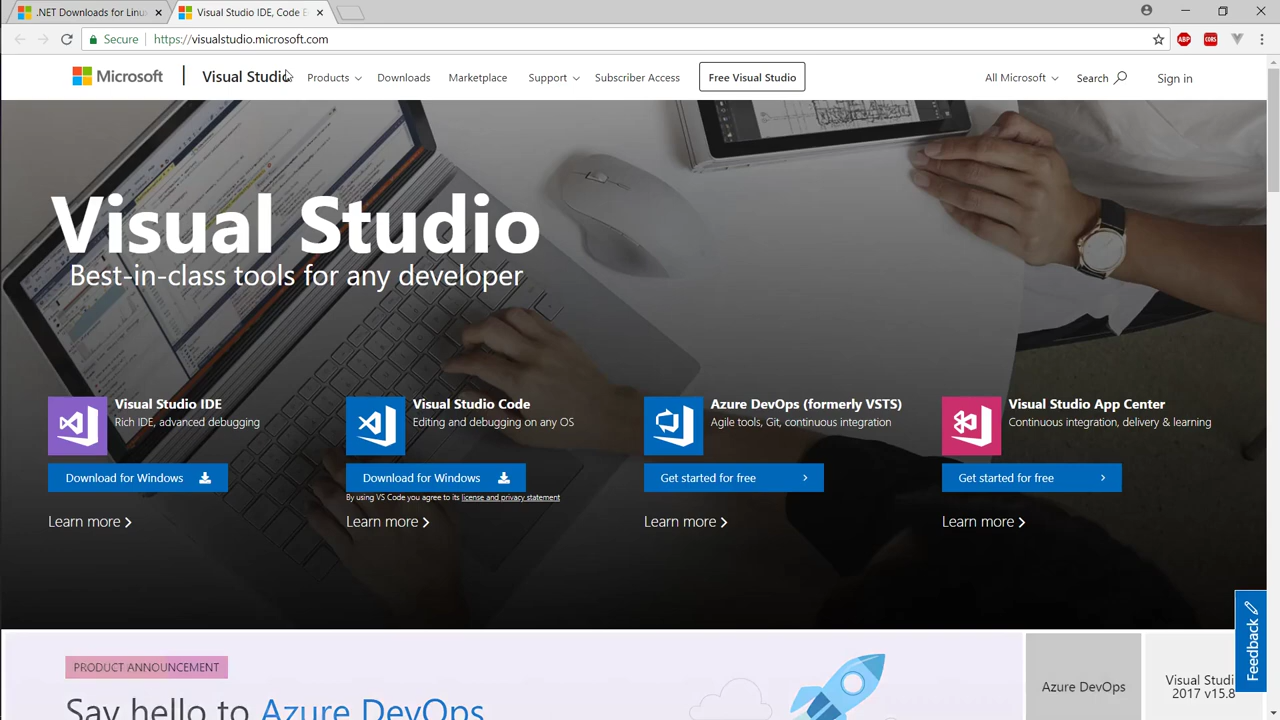 .NET Downloads for Linu
Visual Studio IDE, Code E
Secure
https://visualstudio.microsoft.com
ABP
CORS
Microsoft
Visual Studio
Products
Downloads
Marketplace
Support
Subscriber Access
Free Visual Studio
All Microsoft
Search
Sign in
Visual Studio
Best-in-class tools for any developer
Visual Studio IDE
Rich IDE, advanced debugging
Download for Windows
Learn more
Visual Studio Code
Editing and debugging on any OS
Download for Windows
By using VS Code you agree to its license and privacy statement
Learn more
Azure DevOps (formerly VSTS)
Agile tools, Git, continuous integration
Get started for free
Learn more
Visual Studio App Center
Continuous integration, delivery & learning
Get started for free
Learn more
Feedback
PRODUCT ANNOUNCEMENT
Say hello to Azure DevOps
Azure DevOps
Visual Studi
2017 v15.8